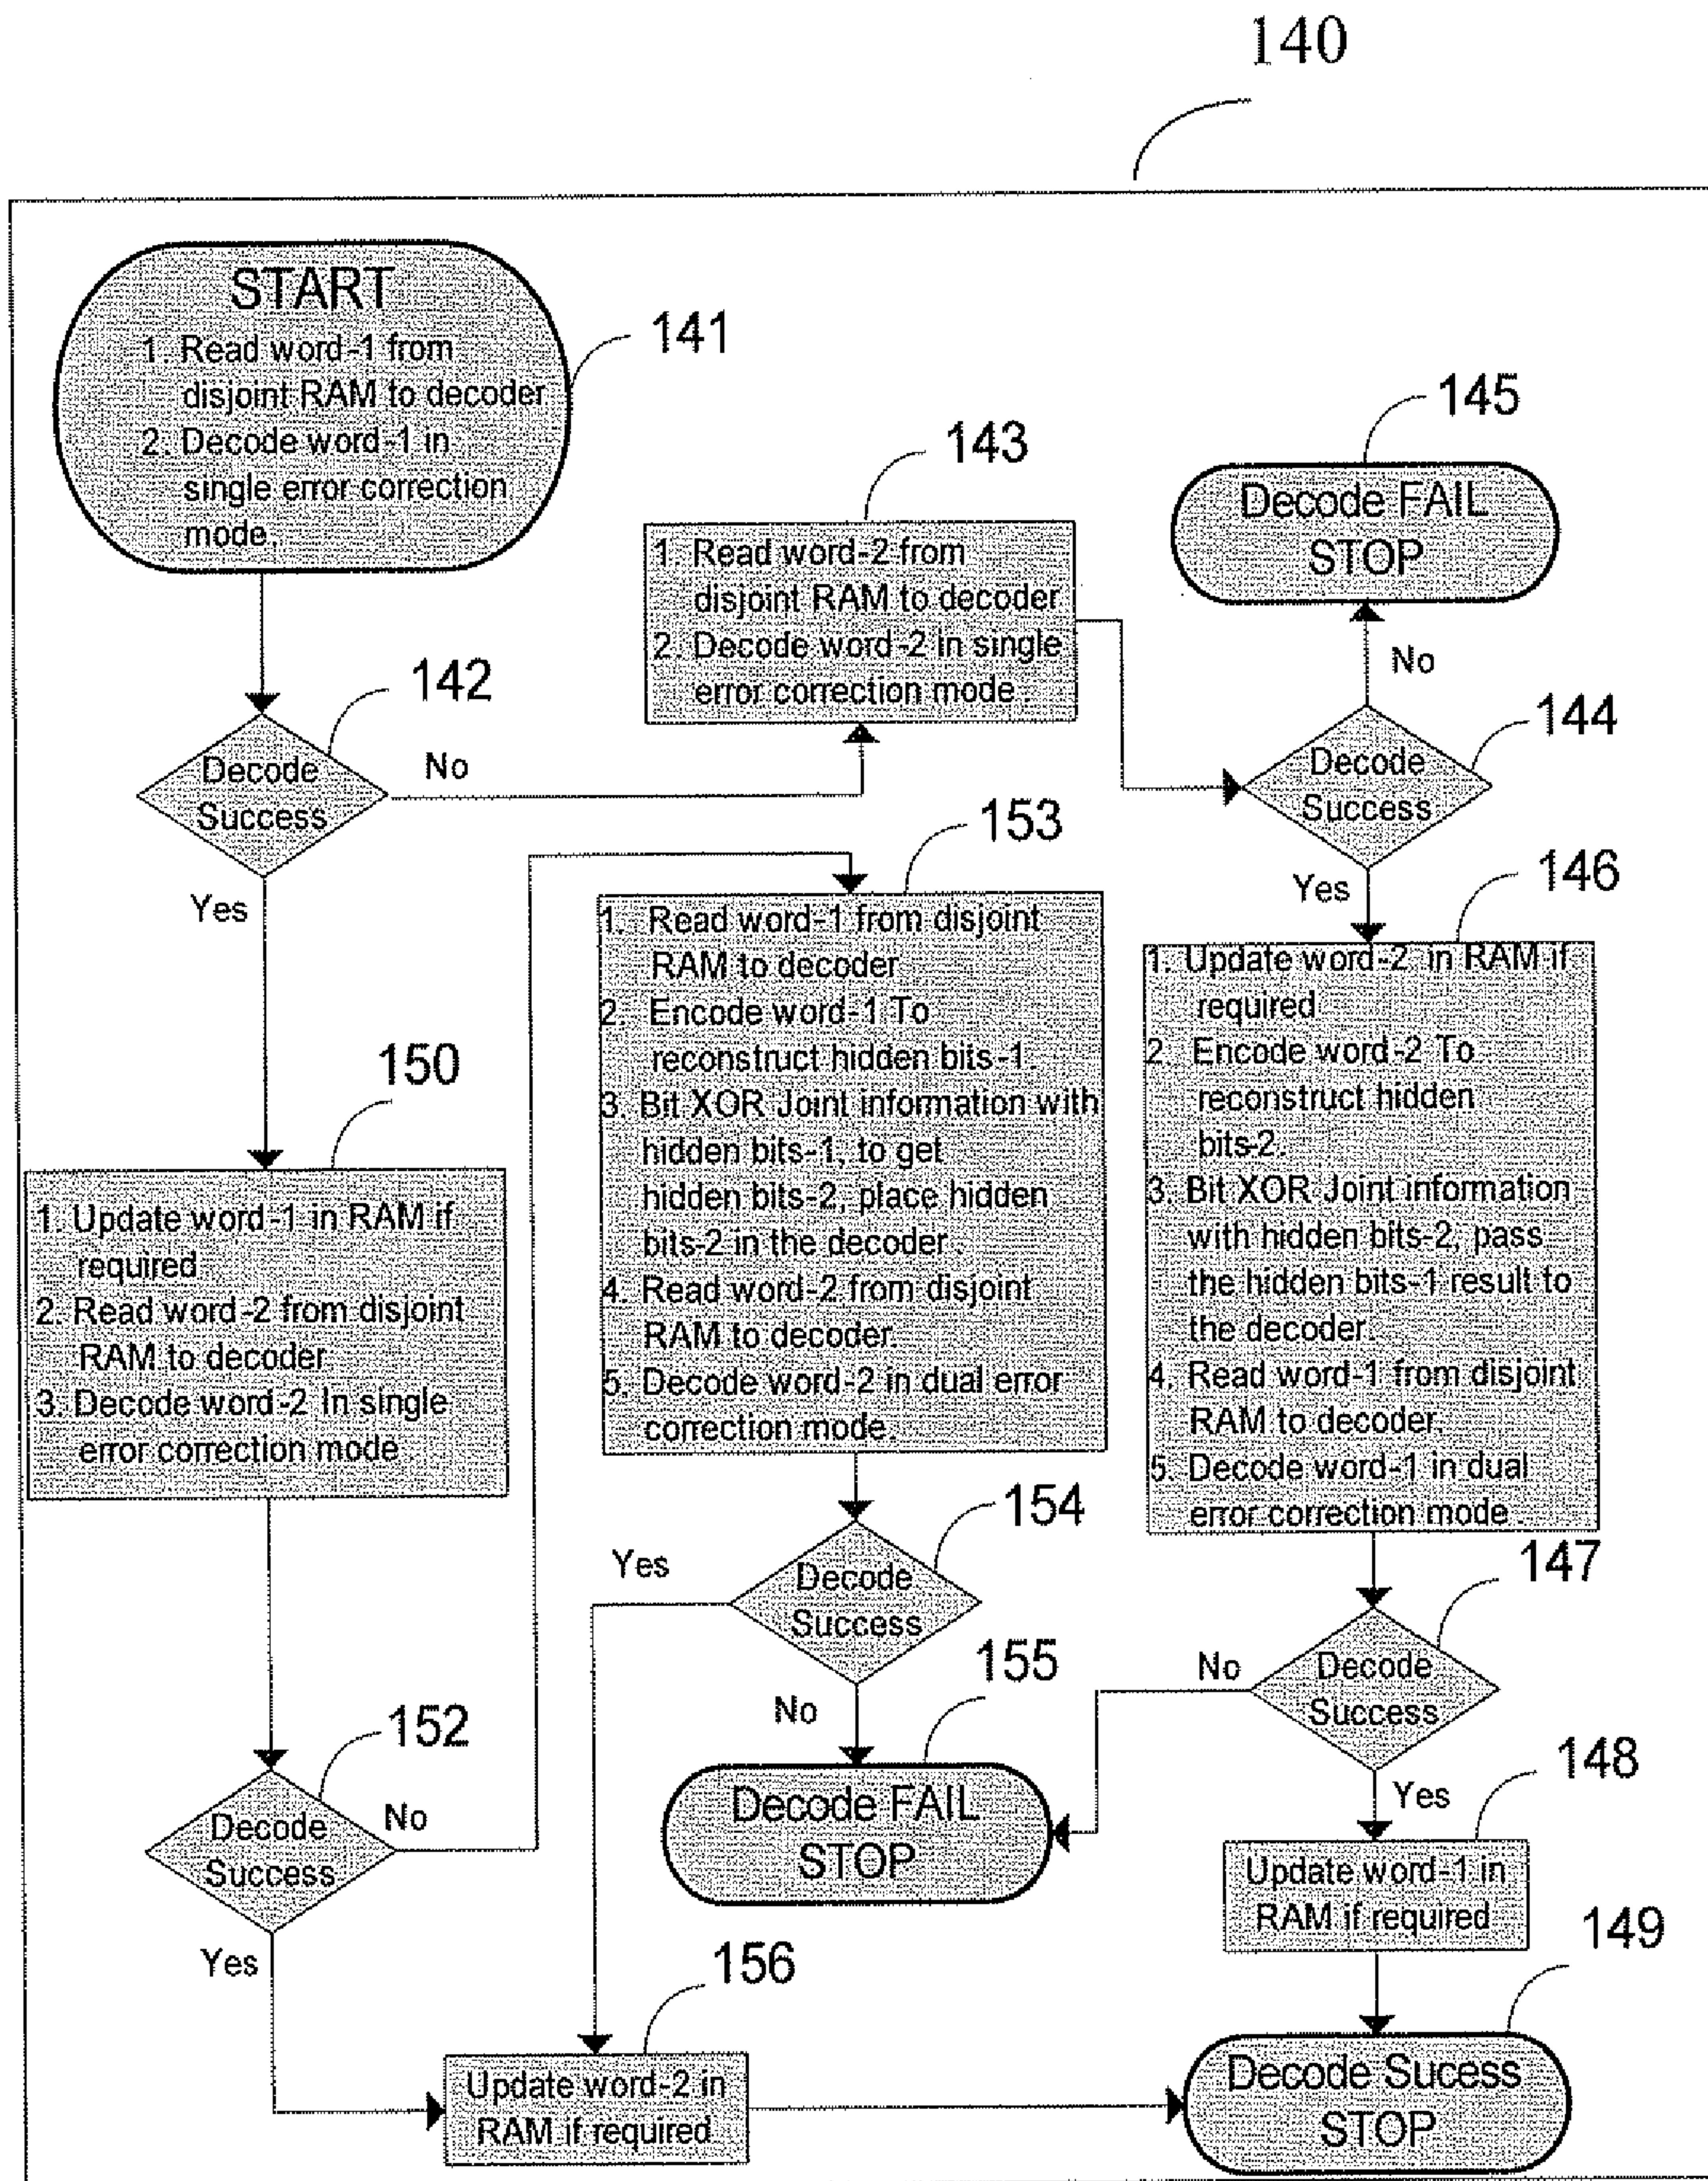 140
START
1. Read word-1 from
disjoint RAM to decoder
2. Decode word-1 in
single error correction
mode.
141
142
Decode
Success
No
Yes
143
1. Read word-2 from
disjoint RAM to decoder
2. Decode word-2 in single
error correction mode
145
Decode FAIL
STOP
No
144
Decode
Success
Yes
146
1. Update word-2 in RAM if
required
2. Encode word-2 To
reconstruct hidden
bits-2.
3. Bit XOR Joint information
with hidden bits-2, pass
the hidden bits-1 result to
the decoder.
4. Read word-1 from disjoint
RAM to decoder.
5. Decode word-1 in dual
error correction mode.
153
1. Read word-1 from disjoint
RAM to decoder
2. Encode word-1 To
reconstruct hidden bits-1.
3. Bit XOR Joint information with
hidden bits-1, to get
hidden bits-2, place hidden
bits-2 in the decoder.
4. Read word-2 from disjoint
RAM to decoder.
5. Decode word-2 in dual error
correction mode.
150
1. Update word-1 in RAM if
required
2. Read word-2 from disjoint
RAM to decoder
3. Decode word-2 In single
error correction mode
154
Yes
Decode
Success
No
147
No
Decode
Success
Yes
155
Decode FAIL
STOP
152
Decode
Success
No
Yes
148
Update word-1 in
RAM if required
156
Update word-2 in
RAM if required
149
Decode Sucess
STOP